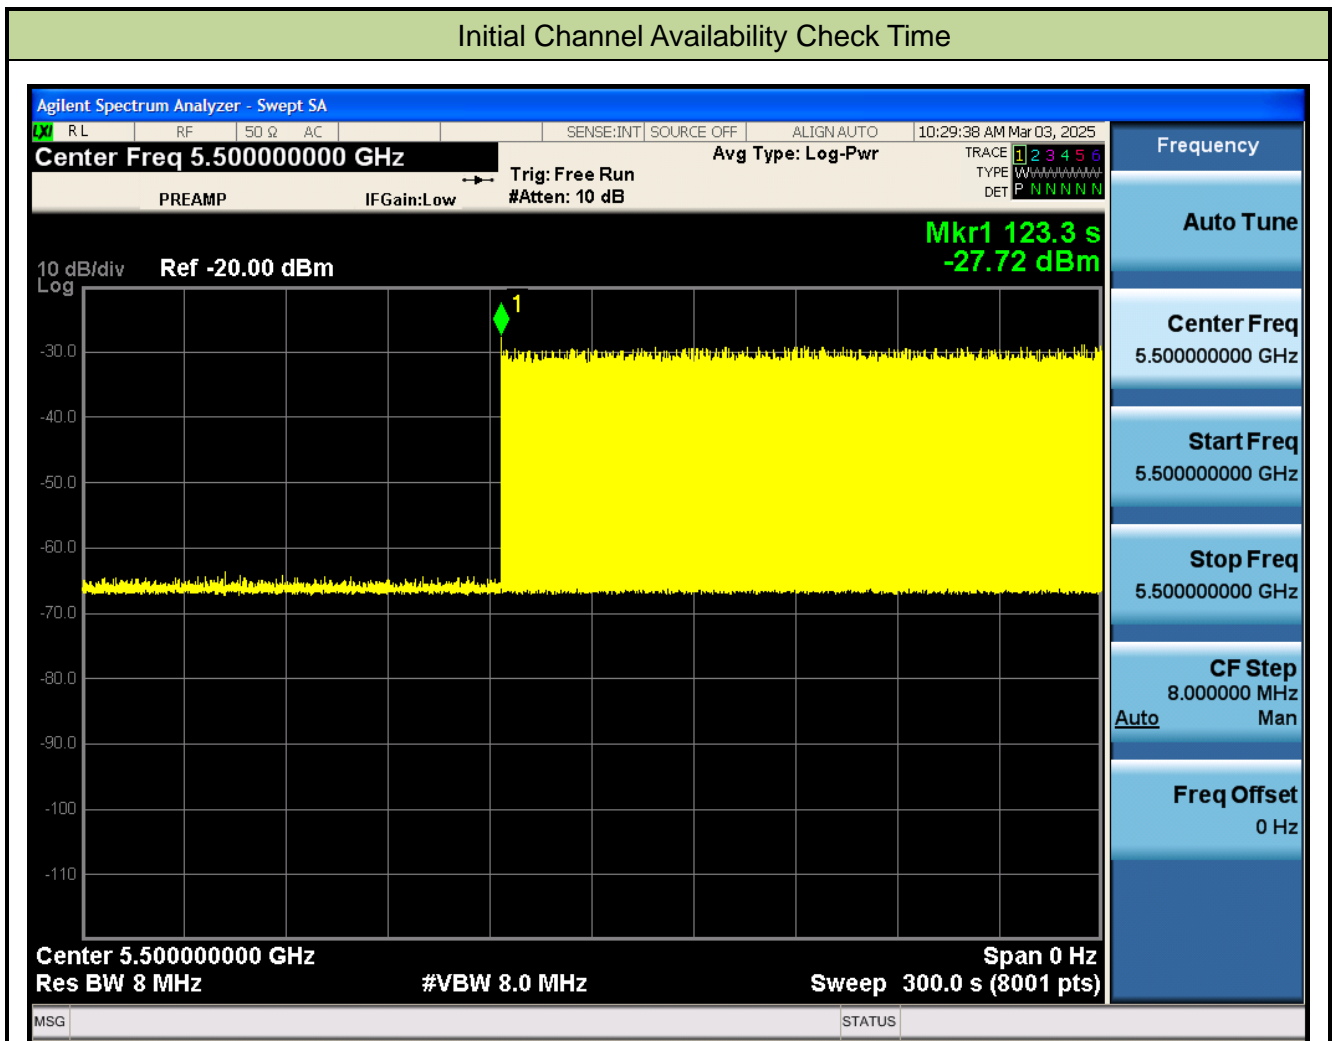 Initial Channel Availability Check Time
Agilent Spectrum Analyzer - Swept SA
LXI RL RF 50 Ω AC SENSE:INT SOURCE OFF ALIGN AUTO 10:29:38 AM Mar 03, 2025
Center Freq 5.500000000 GHz
Avg Type: Log-Pwr
TRACE 1 2 3 4 5 6
Trig: Free Run
TYPE WWWWWW
PREAMP IFGain:Low #Atten: 10 dB
DET P N N N N N
Mkr1 123.3 s
-27.72 dBm
10 dB/div Ref -20.00 dBm
Log
1
-30.0
-40.0
-50.0
-60.0
-70.0
-80.0
-90.0
-100
-110
Center 5.500000000 GHz Span 0 Hz
Res BW 8 MHz #VBW 8.0 MHz Sweep 300.0 s (8001 pts)
MSG STATUS
Frequency
Auto Tune
Center Freq
5.500000000 GHz
Start Freq
5.500000000 GHz
Stop Freq
5.500000000 GHz
CF Step
8.000000 MHz
Auto Man
Freq Offset
0 Hz